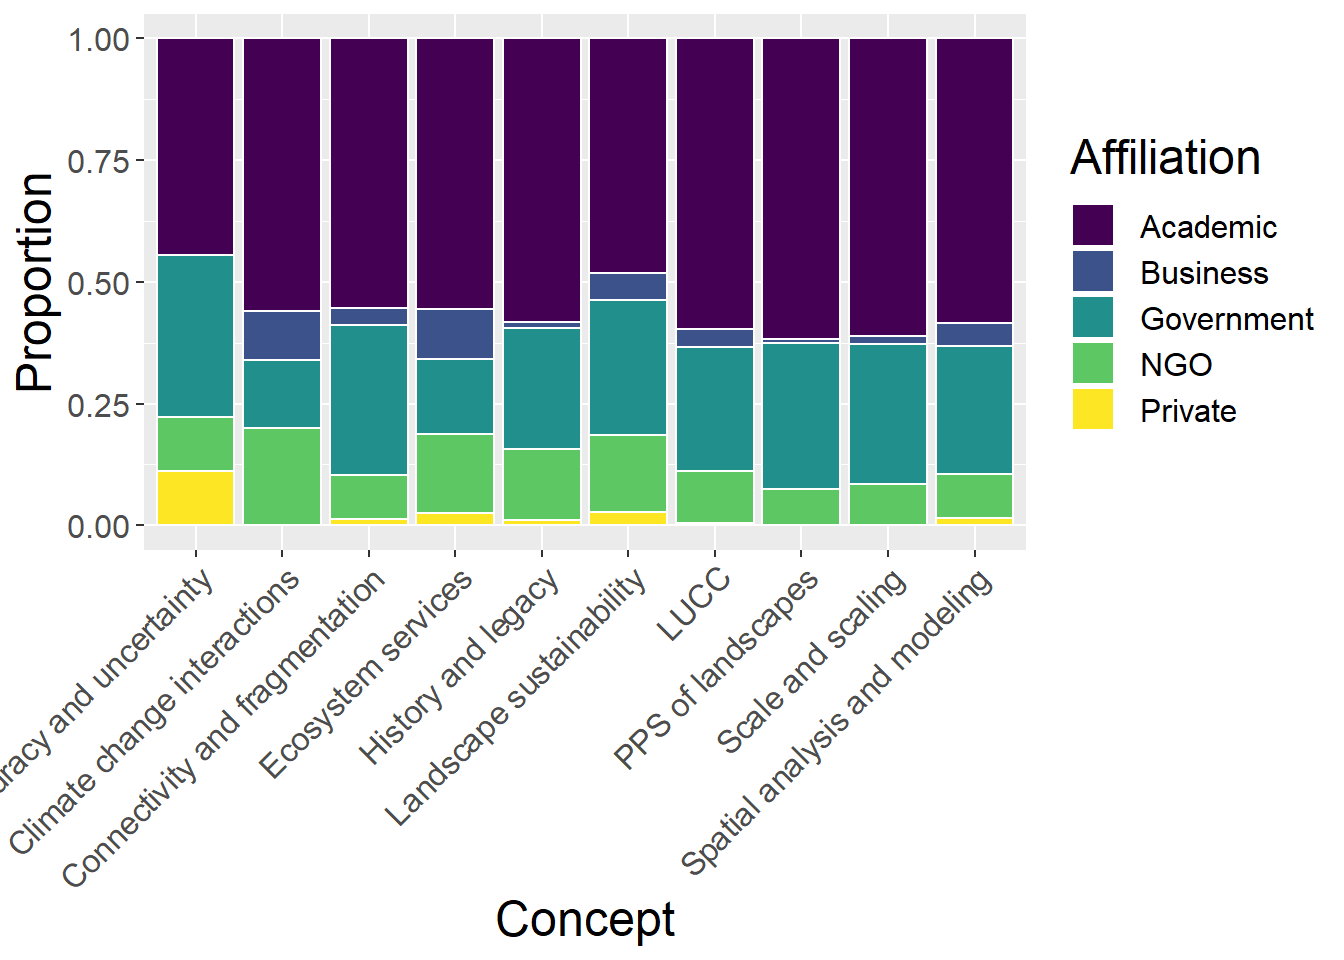 Proportion
1.00
0.75
0.50
0.25
0.00
and uncertainty
Climate change interactions
Connectivity and fragmentation
Ecosystem services
History and legacy
Landscape sustainability
LUCC
PPS of landscapes
Scale and scaling
Spatial analysis and modeling
Concept
Affiliation
Academic
Business
Government
NGO
Private